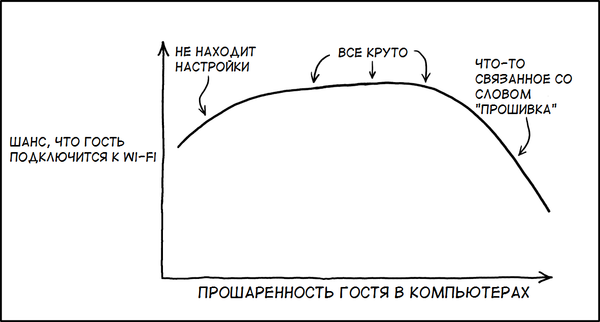 НЕ НАХОДИТ
НАСТРОЙКИ
ВСЕ КРУТО
ЧТО-ТО
СВЯЗАННОЕ СО
СЛОВОМ
"ПРОШИВКА"
ШАНС, ЧТО ГОСТЬ
ПОДКЛЮЧИТСЯ К WI-FI
ПРОШАРЕННОСТЬ ГОСТЯ В КОМПЬЮТЕРАХ